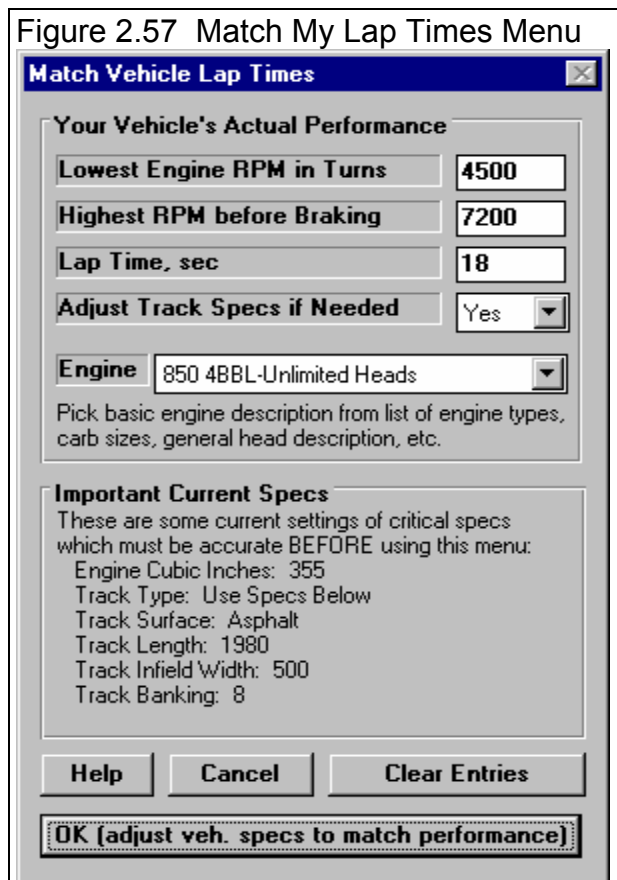 Figure 2.57  Match My Lap Times Menu
Match Vehicle Lap Times
Your Vehicle's Actual Performance
Lowest Engine RPM in Turns 4500
Highest RPM before Braking 7200
Lap Time, sec 18
Adjust Track Specs if Needed Yes
Engine 850 4BBL-Unlimited Heads
Pick basic engine description from list of engine types,
carb sizes, general head description, etc.
Important Current Specs
These are some current settings of critical specs
which must be accurate BEFORE using this menu:
Engine Cubic Inches: 355
Track Type: Use Specs Below
Track Surface: Asphalt
Track Length: 1980
Track Infield Width: 500
Track Banking: 8
Help Cancel Clear Entries
OK (adjust veh. specs to match performance)